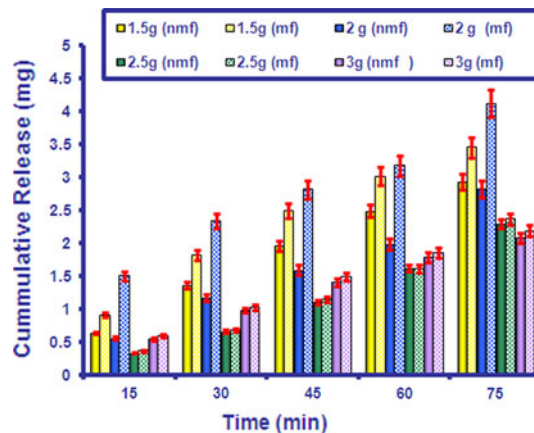 1.5g (nmf) 1.5g (mf) 2 g (nmf) 2 g (mf)
2.5g (nmf) 2.5g (mf) 3g (nmf ) 3g (mf)
Cummulative Release (mg)
5
4.5
4
3.5
3
2.5
2
1.5
1
0.5
0
15 30 45 60 75
Time (min)